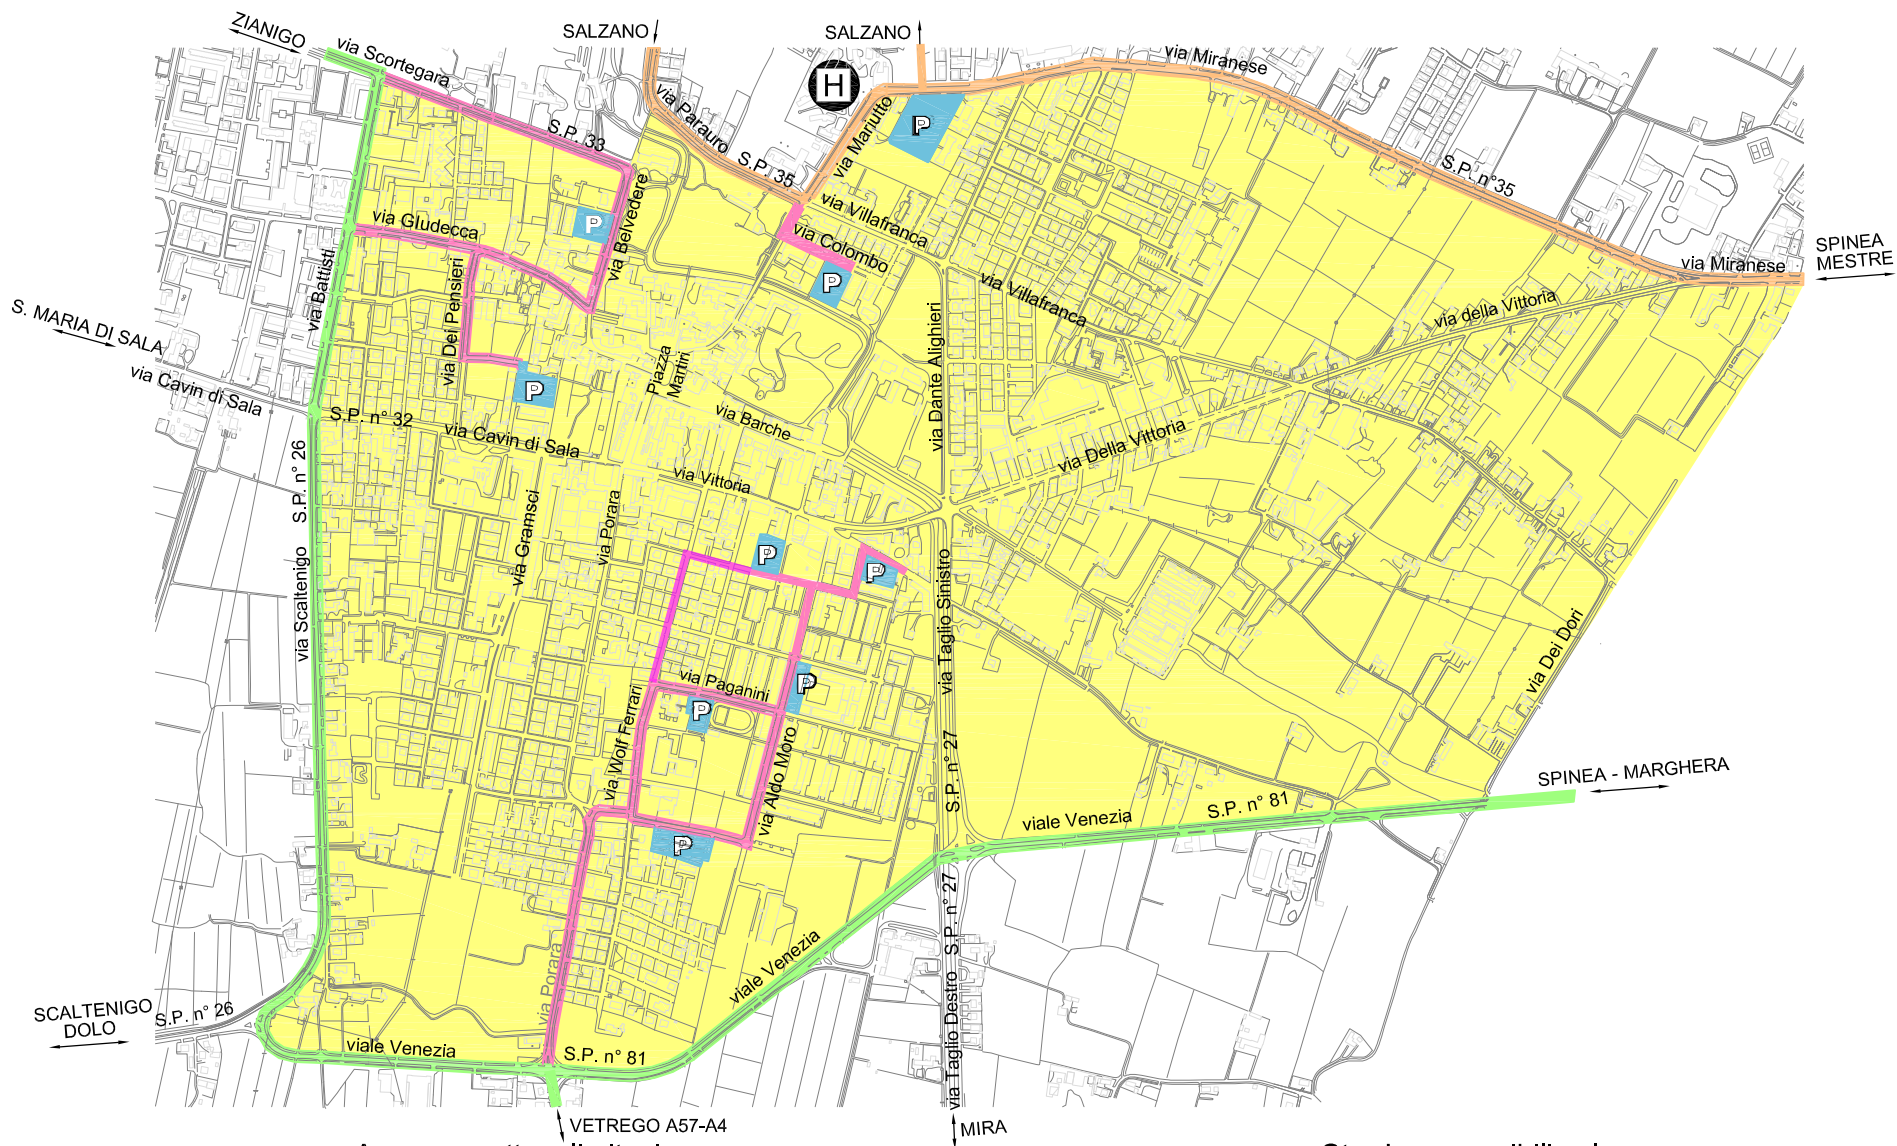 ZIANIGO
via Scortegara
SALZANO
SALZANO
via Miranese
H
via Parauro
S.P. 33
S.P. 35
via Mariutto
P
S.P. n°35
via Belvedere
via GIudecca
P
via Villafranca
via Colombo
P
SPINEA
MESTRE
via Miranese
via Battisti
via Dei Pensieri
via Villafranca
via della Vittoria
S. MARIA DI SALA
via Cavin di Sala
Piazza
Martiri
via Dante Alighieri
P
S.P. n° 32
via Cavin di Sala
via Barche
via Della Vittoria
S.P. n° 26
via Vittoria
via Gramsci
via Porara
P
P
via Scaltenigo
via Taglio Sinistro
via Dei Dori
via Paganini
P
P
via Wolf Ferrari
via Aldo Moro
S.P. n° 27
SPINEA - MARGHERA
S.P. n° 81
viale Venezia
P
S.P. n° 27
via Porara
viale Venezia
via Taglio Destro
SCALTENIGO
DOLO
S.P. n° 26
viale Venezia
S.P. n° 81
VETREGO A57-A4
MIRA